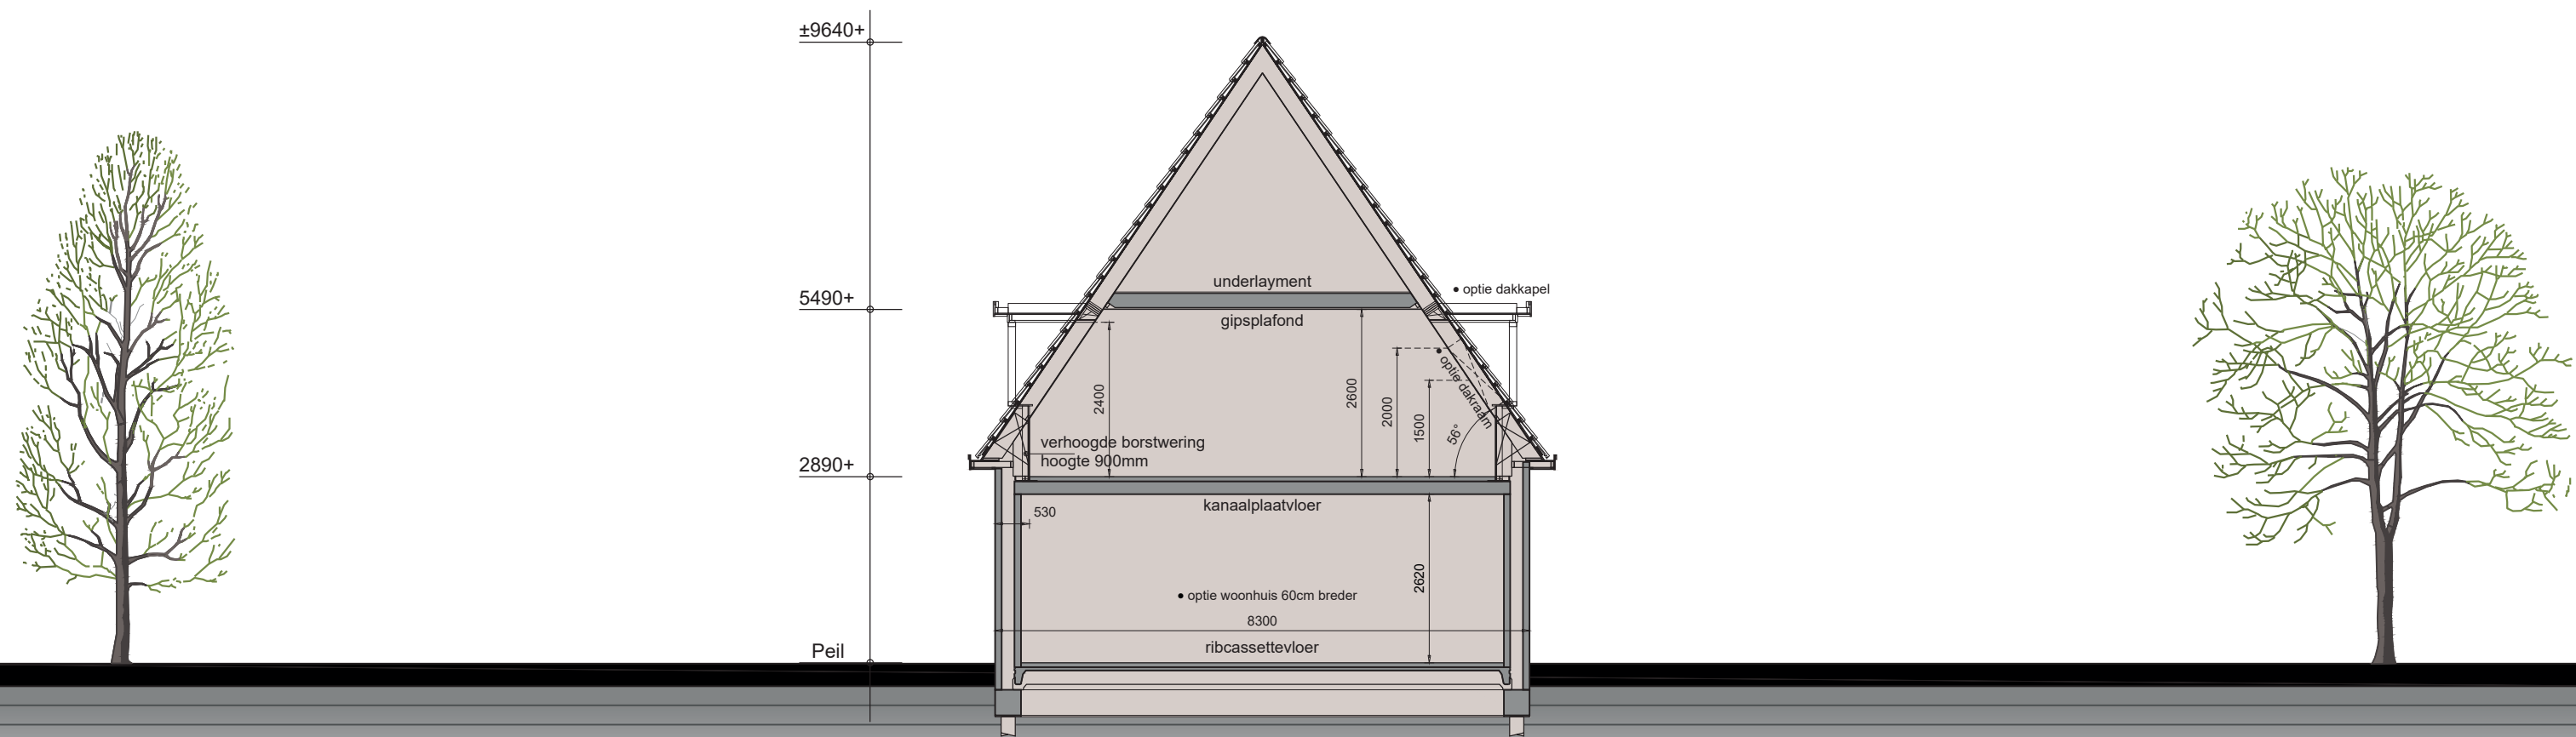 ±9640+
underlayment
• optie dakkapel
5490+
gipsplafond
• optie dakraam
2400
2600
2000
1500
56°
verhoogde borstwering
hoogte 900mm
2890+
kanaalplaatvloer
530
2620
• optie woonhuis 60cm breder
8300
Peil
ribcassettevloer